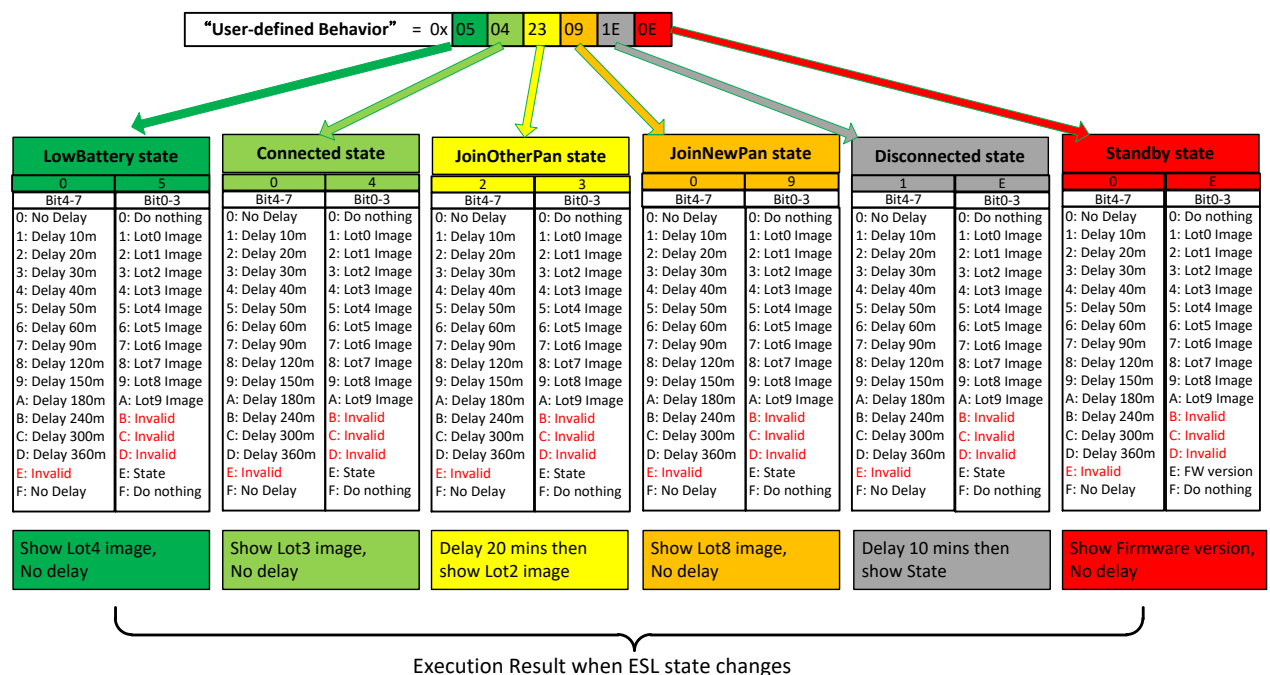 “User-defined Behavior” = 0x 05 04 23 09 1E 0E
LowBattery state
0 5
Bit4-7 Bit0-3
0: No Delay 0: Do nothing
1: Delay 10m 1: Lot0 Image
2: Delay 20m 2: Lot1 Image
3: Delay 30m 3: Lot2 Image
4: Delay 40m 4: Lot3 Image
5: Delay 50m 5: Lot4 Image
6: Delay 60m 6: Lot5 Image
7: Delay 90m 7: Lot6 Image
8: Delay 120m 8: Lot7 Image
9: Delay 150m 9: Lot8 Image
A: Delay 180m A: Lot9 Image
B: Delay 240m B: Invalid
C: Delay 300m C: Invalid
D: Delay 360m D: Invalid
E: Invalid E: State
F: No Delay F: Do nothing
Show Lot4 image,
No delay
Connected state
0 4
Bit4-7 Bit0-3
0: No Delay 0: Do nothing
1: Delay 10m 1: Lot0 Image
2: Delay 20m 2: Lot1 Image
3: Delay 30m 3: Lot2 Image
4: Delay 40m 4: Lot3 Image
5: Delay 50m 5: Lot4 Image
6: Delay 60m 6: Lot5 Image
7: Delay 90m 7: Lot6 Image
8: Delay 120m 8: Lot7 Image
9: Delay 150m 9: Lot8 Image
A: Delay 180m A: Lot9 Image
B: Delay 240m B: Invalid
C: Delay 300m C: Invalid
D: Delay 360m D: Invalid
E: Invalid E: State
F: No Delay F: Do nothing
Show Lot3 image,
No delay
JoinOtherPan state
2 3
Bit4-7 Bit0-3
0: No Delay 0: Do nothing
1: Delay 10m 1: Lot0 Image
2: Delay 20m 2: Lot1 Image
3: Delay 30m 3: Lot2 Image
4: Delay 40m 4: Lot3 Image
5: Delay 50m 5: Lot4 Image
6: Delay 60m 6: Lot5 Image
7: Delay 90m 7: Lot6 Image
8: Delay 120m 8: Lot7 Image
9: Delay 150m 9: Lot8 Image
A: Delay 180m A: Lot9 Image
B: Delay 240m B: Invalid
C: Delay 300m C: Invalid
D: Delay 360m D: Invalid
E: Invalid E: State
F: No Delay F: Do nothing
Delay 20 mins then
show Lot2 image
JoinNewPan state
0 9
Bit4-7 Bit0-3
0: No Delay 0: Do nothing
1: Delay 10m 1: Lot0 Image
2: Delay 20m 2: Lot1 Image
3: Delay 30m 3: Lot2 Image
4: Delay 40m 4: Lot3 Image
5: Delay 50m 5: Lot4 Image
6: Delay 60m 6: Lot5 Image
7: Delay 90m 7: Lot6 Image
8: Delay 120m 8: Lot7 Image
9: Delay 150m 9: Lot8 Image
A: Delay 180m A: Lot9 Image
B: Delay 240m B: Invalid
C: Delay 300m C: Invalid
D: Delay 360m D: Invalid
E: Invalid E: State
F: No Delay F: Do nothing
Show Lot8 image,
No delay
Disconnected state
1 E
Bit4-7 Bit0-3
0: No Delay 0: Do nothing
1: Delay 10m 1: Lot0 Image
2: Delay 20m 2: Lot1 Image
3: Delay 30m 3: Lot2 Image
4: Delay 40m 4: Lot3 Image
5: Delay 50m 5: Lot4 Image
6: Delay 60m 6: Lot5 Image
7: Delay 90m 7: Lot6 Image
8: Delay 120m 8: Lot7 Image
9: Delay 150m 9: Lot8 Image
A: Delay 180m A: Lot9 Image
B: Delay 240m B: Invalid
C: Delay 300m C: Invalid
D: Delay 360m D: Invalid
E: Invalid E: State
F: No Delay F: Do nothing
Delay 10 mins then
show State
Standby state
0 E
Bit4-7 Bit0-3
0: No Delay 0: Do nothing
1: Delay 10m 1: Lot0 Image
2: Delay 20m 2: Lot1 Image
3: Delay 30m 3: Lot2 Image
4: Delay 40m 4: Lot3 Image
5: Delay 50m 5: Lot4 Image
6: Delay 60m 6: Lot5 Image
7: Delay 90m 7: Lot6 Image
8: Delay 120m 8: Lot7 Image
9: Delay 150m 9: Lot8 Image
A: Delay 180m A: Lot9 Image
B: Delay 240m B: Invalid
C: Delay 300m C: Invalid
D: Delay 360m D: Invalid
E: Invalid E: FW version
F: No Delay F: Do nothing
Show Firmware version,
No delay
Execution Result when ESL state changes